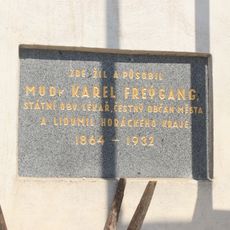 ZDE ŽIL A PŮSOBIL
MUDR KAREL FREYGANG,
STÁTNÍ OBV. LÉKAŘ, ČESTNÝ OBČAN MĚSTA
A LIDUMIL HORÁCKÉHO KRAJE
1864 – 1932